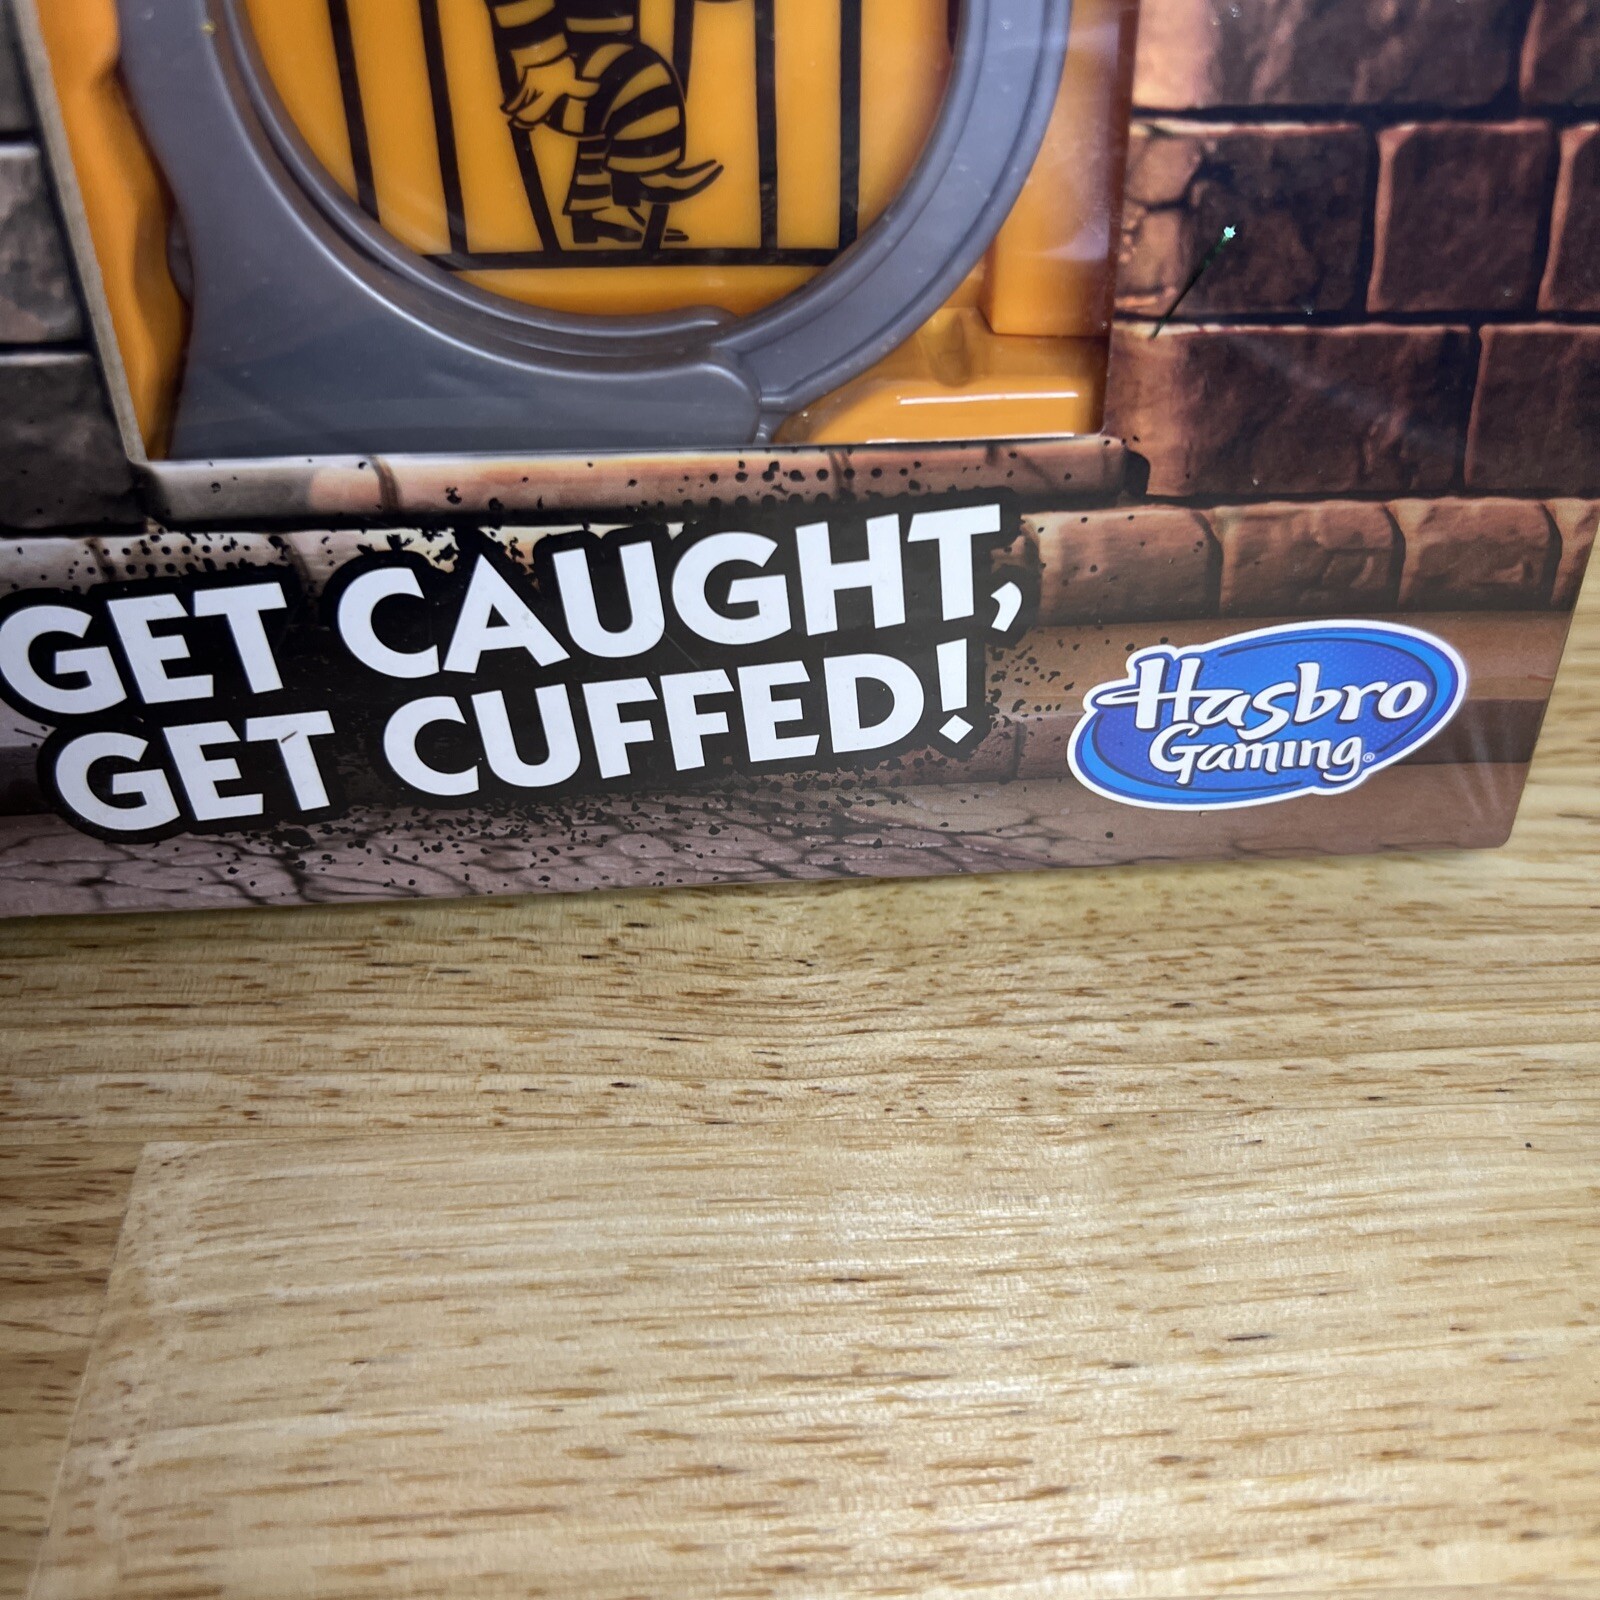 GET CAUGHT,
GET CUFFED!
Hasbro
Gaming®